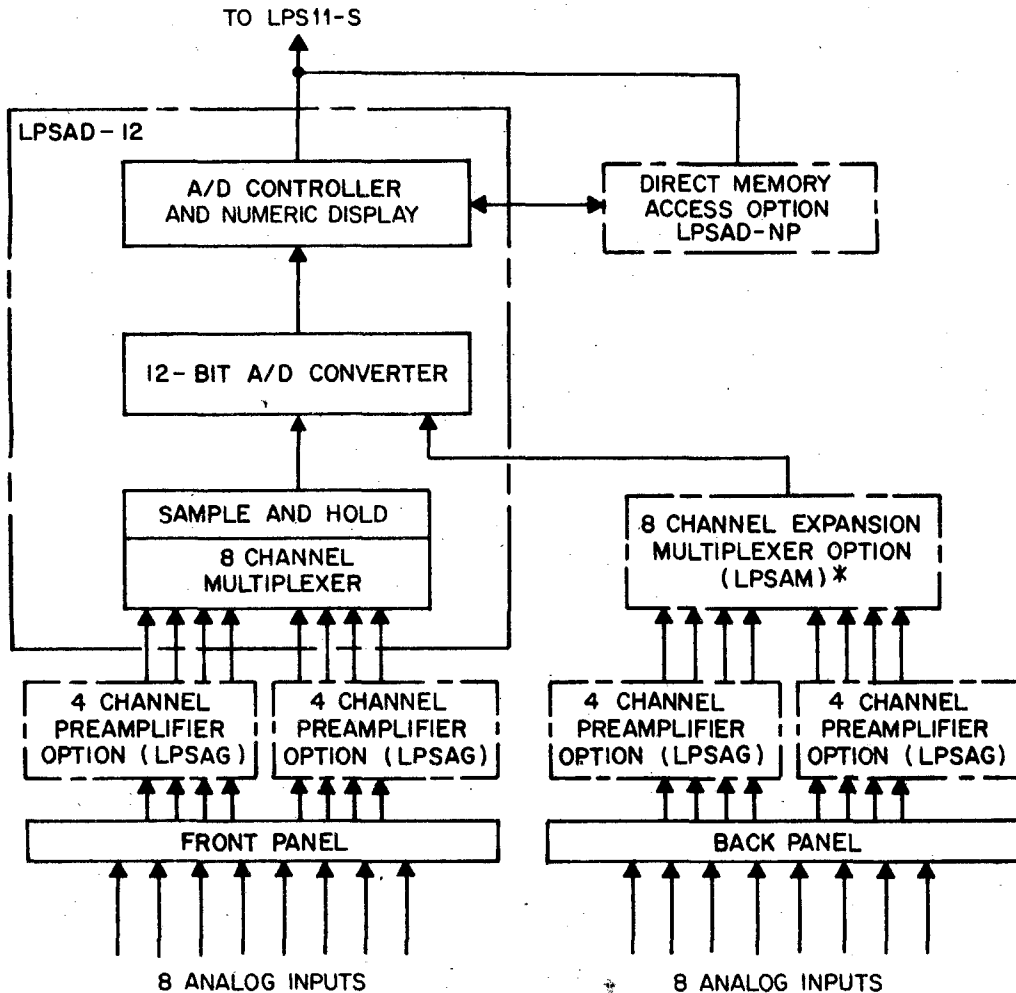 TO LPS11-S
LPSAD-12
A/D CONTROLLER
AND NUMERIC DISPLAY
DIRECT MEMORY
ACCESS OPTION
LPSAD-NP
12-BIT A/D CONVERTER
SAMPLE AND HOLD
8 CHANNEL
MULTIPLEXER
8 CHANNEL EXPANSION
MULTIPLEXER OPTION
(LPSAM)*
4 CHANNEL
PREAMPLIFIER
OPTION (LPSAG)
4 CHANNEL
PREAMPLIFIER
OPTION (LPSAG)
4 CHANNEL
PREAMPLIFIER
OPTION (LPSAG)
4 CHANNEL
PREAMPLIFIER
OPTION (LPSAG)
FRONT PANEL
BACK PANEL
8 ANALOG INPUTS
8 ANALOG INPUTS